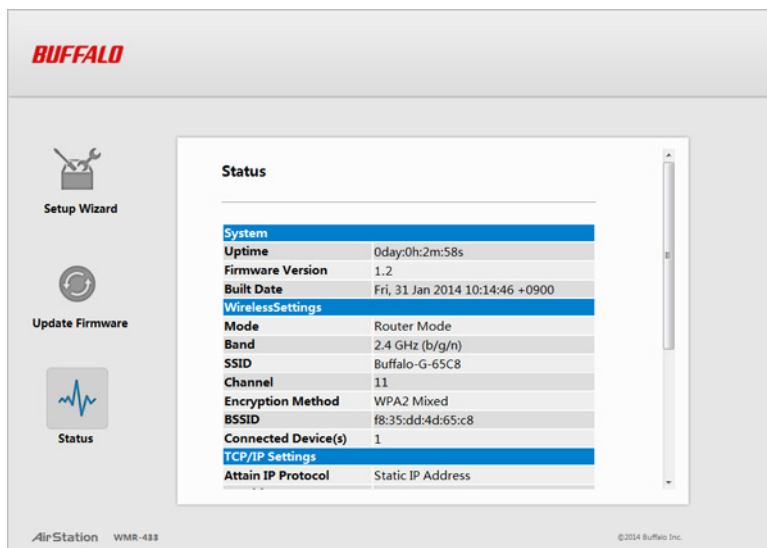 BUFFALO
Setup Wizard
Update Firmware
Status
Status
System
Uptime 0day:0h:2m:58s
Firmware Version 1.2
Built Date Fri, 31 Jan 2014 10:14:46 +0900
WirelessSettings
Mode Router Mode
Band 2.4 GHz (b/g/n)
SSID Buffalo-G-65C8
Channel 11
Encryption Method WPA2 Mixed
BSSID f8:35:dd:4d:65:c8
Connected Device(s) 1
TCP/IP Settings
Attain IP Protocol Static IP Address
AirStation WMR-433
©2014 Buffalo Inc.